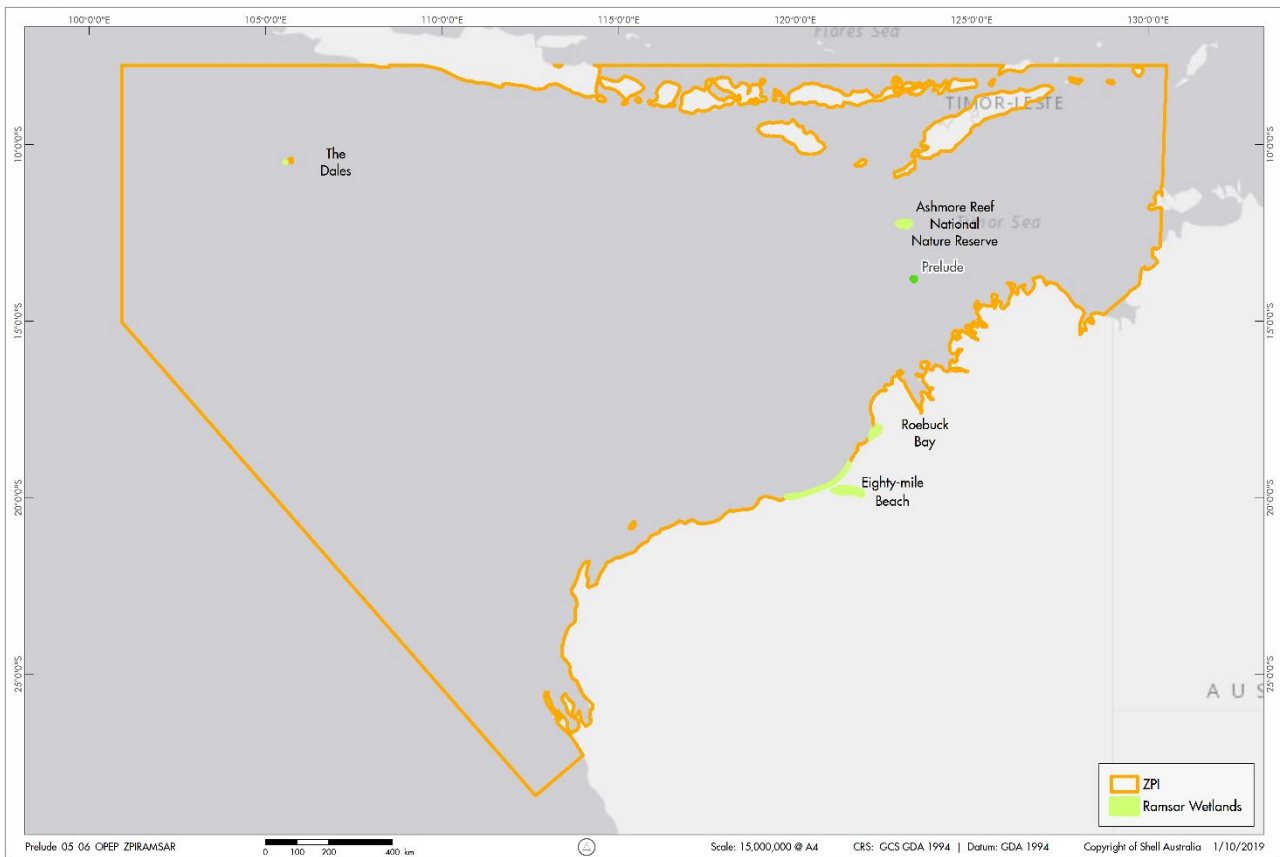 100°0'0"E
105°0'0"E
110°0'0"E
115°0'0"E
120°0'0"E
125°0'0"E
130°0'0"E
Flores Sea
TIMOR-LESTE
10°0'0"S
10°0'0"S
The
Dales
Ashmore Reef
National
Nature Reserve
Timor Sea
Prelude
15°0'0"S
15°0'0"S
Roebuck
Bay
Eighty-mile
Beach
20°0'0"S
20°0'0"S
25°0'0"S
25°0'0"S
AUS
ZPI
Ramsar Wetlands
Prelude 05 06 OPEP ZPIRAMSAR
0 100 200 400 km
Scale: 15,000,000 @ A4
CRS: GCS GDA 1994 | Datum: GDA 1994
Copyright of Shell Australia 1/10/2019